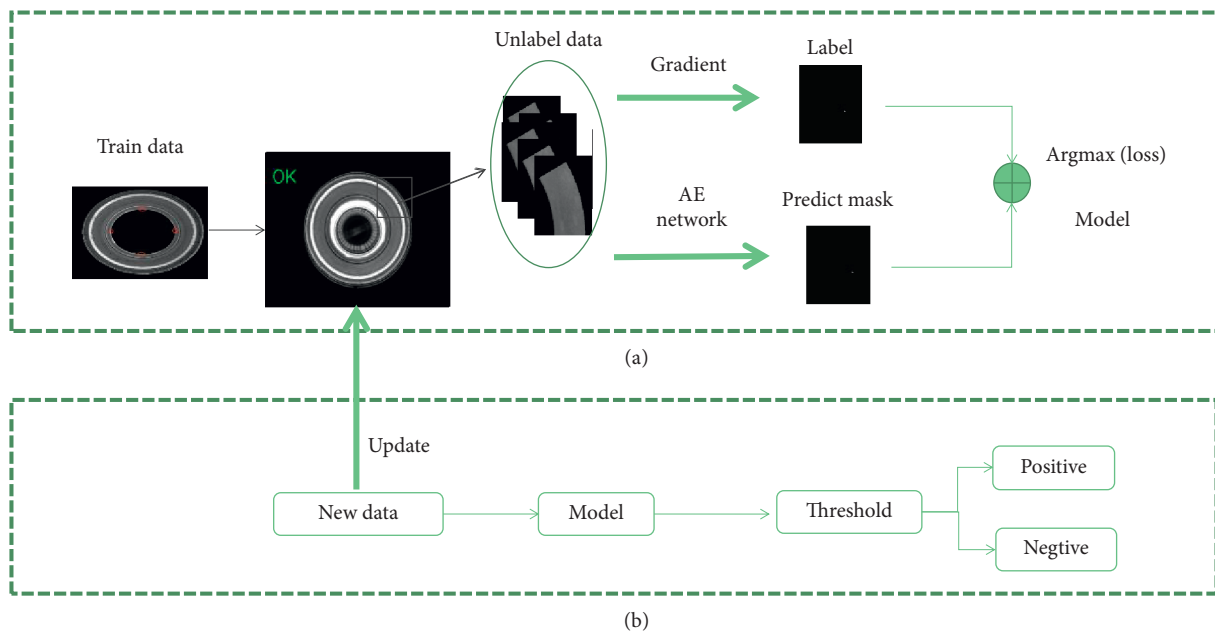 Unlabel data
Gradient
Label
Train data
OK
AE
network
Predict mask
Argmax (loss)
Model
(a)
Update
New data
Model
Threshold
Positive
Negtive
(b)